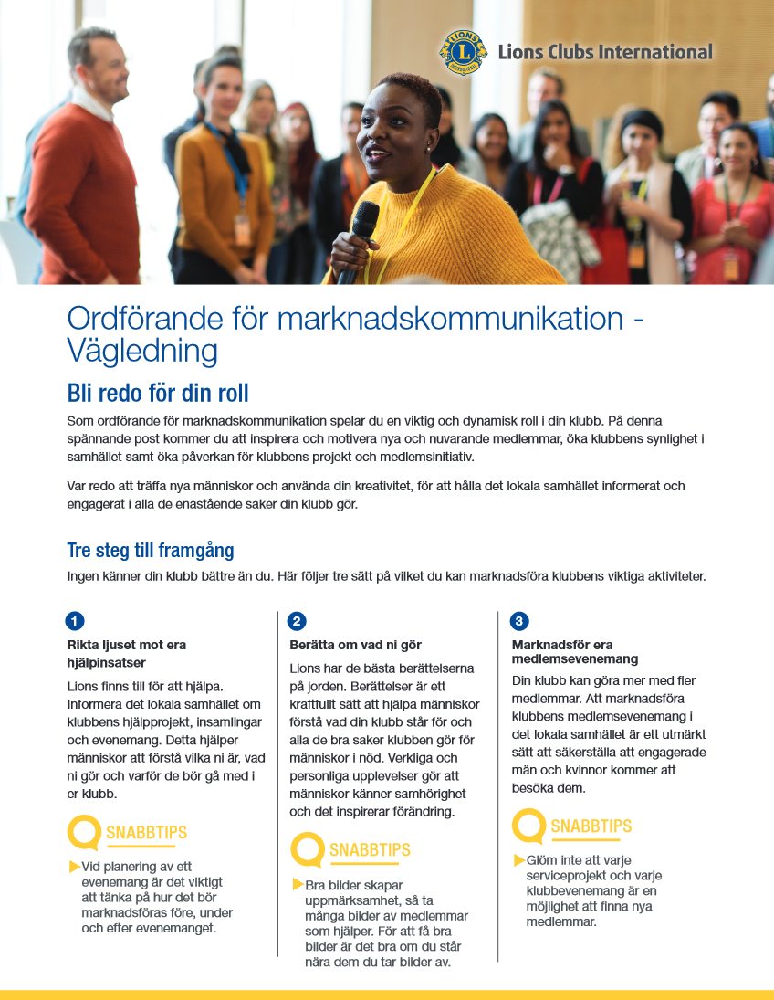 LIONS
L
INTERNATIONAL
Lions Clubs International
Ordförande för marknadskommunikation -
Vägledning
Bli redo för din roll
Som ordförande för marknadskommunikation spelar du en viktig och dynamisk roll i din klubb. På denna
spännande post kommer du att inspirera och motivera nya och nuvarande medlemmar, öka klubbens synlighet i
samhället samt öka påverkan för klubbens projekt och medlemsinitiativ.
Var redo att träffa nya människor och använda din kreativitet, för att hålla det lokala samhället informerat och
engagerat i alla de enastående saker din klubb gör.
Tre steg till framgång
Ingen känner din klubb bättre än du. Här följer tre sätt på vilket du kan marknadsföra klubbens viktiga aktiviteter.
1
Rikta ljuset mot era
hjälpinsatser
Lions finns till för att hjälpa.
Informera det lokala samhället om
klubbens hjälpprojekt, insamlingar
och evenemang. Detta hjälper
människor att förstå vilka ni är, vad
ni gör och varför de bör gå med i
er klubb.
SNABBTIPS
Vid planering av ett
evenemang är det viktigt
att tänka på hur det bör
marknadsföras före, under
och efter evenemanget.
2
Berätta om vad ni gör
Lions har de bästa berättelserna
på jorden. Berättelser är ett
kraftfullt sätt att hjälpa människor
förstå vad din klubb står för och
alla de bra saker klubben gör för
människor i nöd. Verkliga och
personliga upplevelser gör att
människor känner samhörighet
och det inspirerar förändring.
SNABBTIPS
Bra bilder skapar
uppmärksamhet, så ta
många bilder av medlemmar
som hjälper. För att få bra
bilder är det bra om du står
nära dem du tar bilder av.
3
Marknadsför era
medlemsevenemang
Din klubb kan göra mer med fler
medlemmar. Att marknadsföra
klubbens medlemsevenemang i
det lokala samhället är ett utmärkt
sätt att säkerställa att engagerade
män och kvinnor kommer att
besöka dem.
SNABBTIPS
Glöm inte att varje
serviceprojekt och varje
klubbevenemang är en
möjlighet att finna nya
medlemmar.